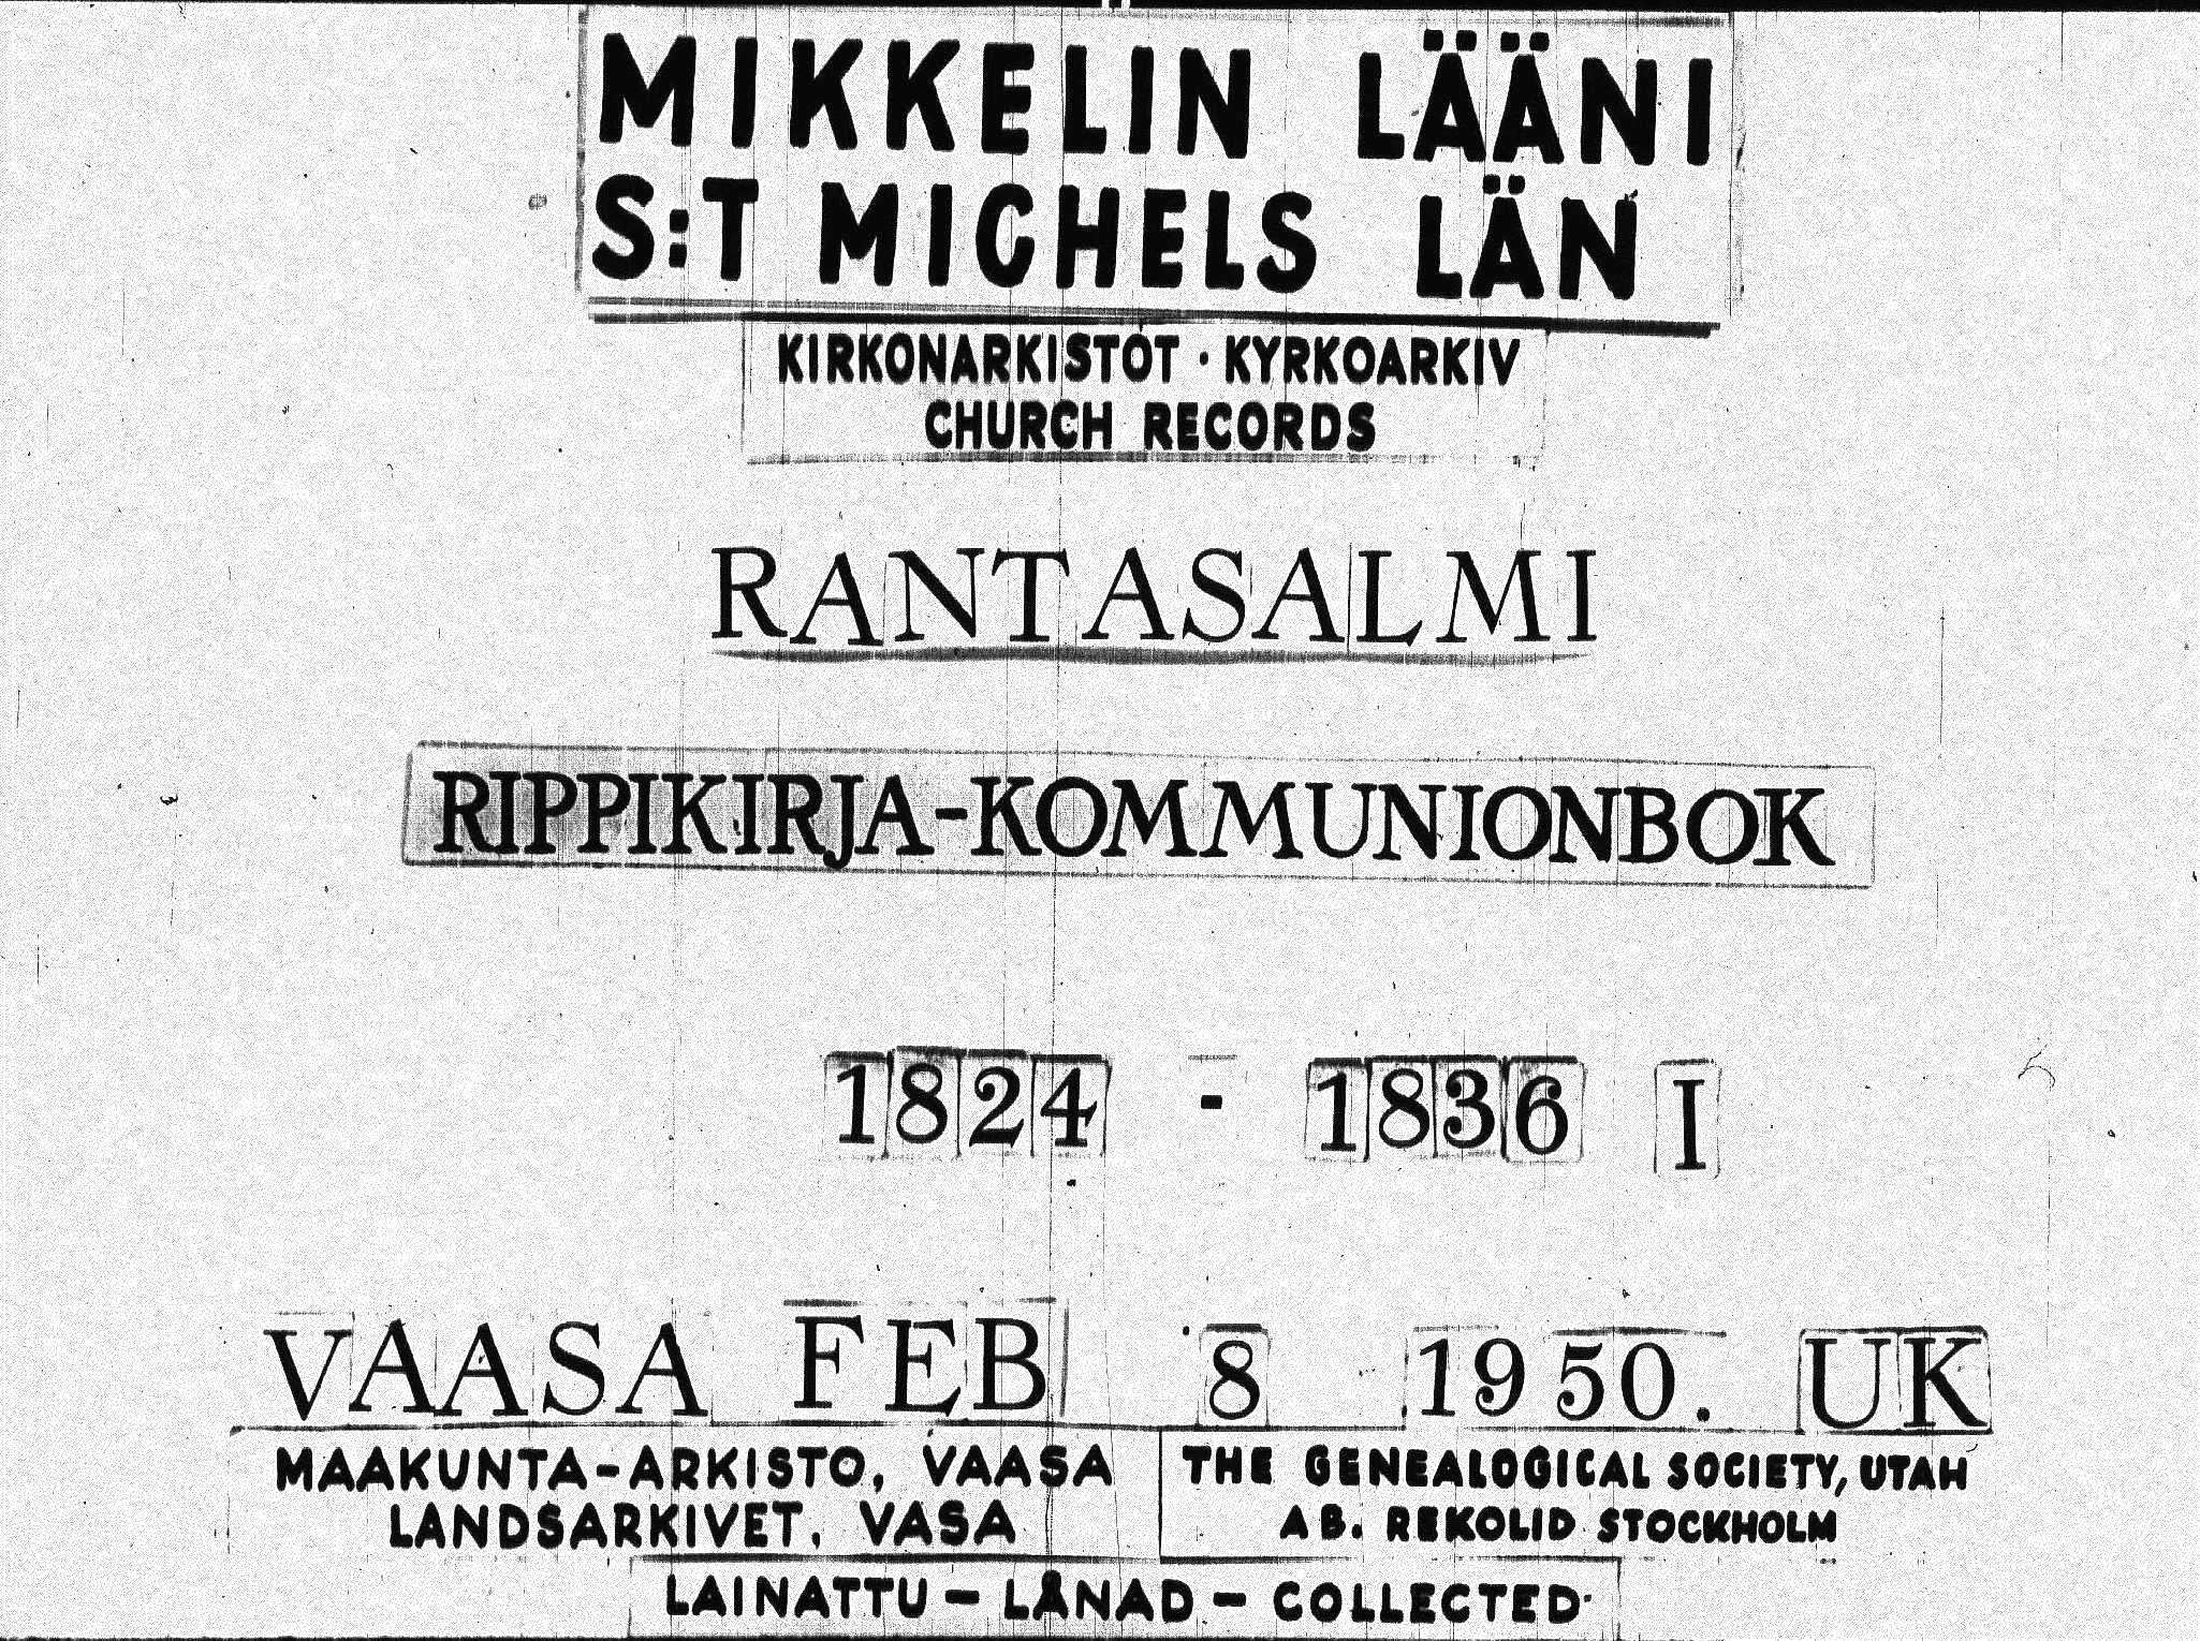 MIKKELIN LÄÄNI
S:T MICHELS LÄN
KIRKONARKISTOT · KYRKOARKIV
CHURCH RECORDS
RANTASALMI
RIPPIKIRJA-KOMMUNIONBOK
1824 - 1836 I
VAASA FEB 8 1950. UK
MAAKUNTA-ARKISTO, VAASA
LANDSARKIVET, VASA
THE GENEALOGICAL SOCIETY, UTAH
AB. REKOLID STOCKHOLM
LAINATTU - LÅNAD - COLLECTED